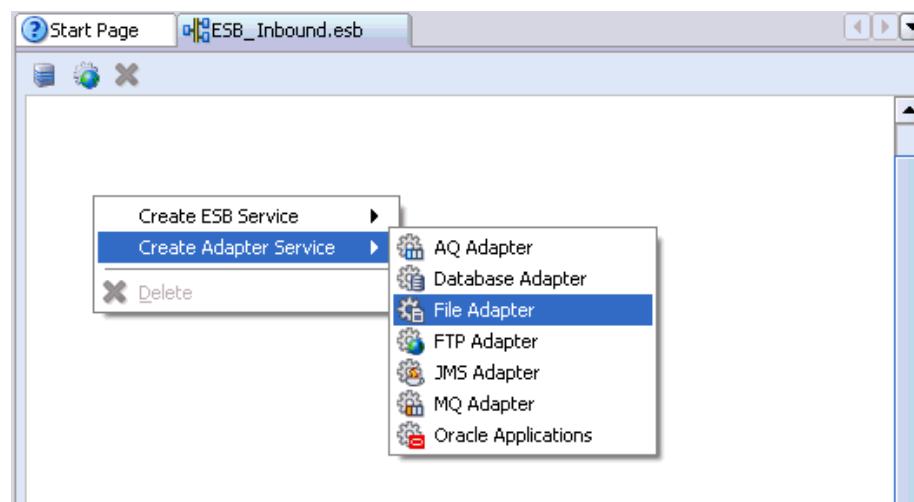 Start Page ESB_Inbound.esb
Create ESB Service
Create Adapter Service
Delete
AQ Adapter
Database Adapter
File Adapter
FTP Adapter
JMS Adapter
MQ Adapter
Oracle Applications